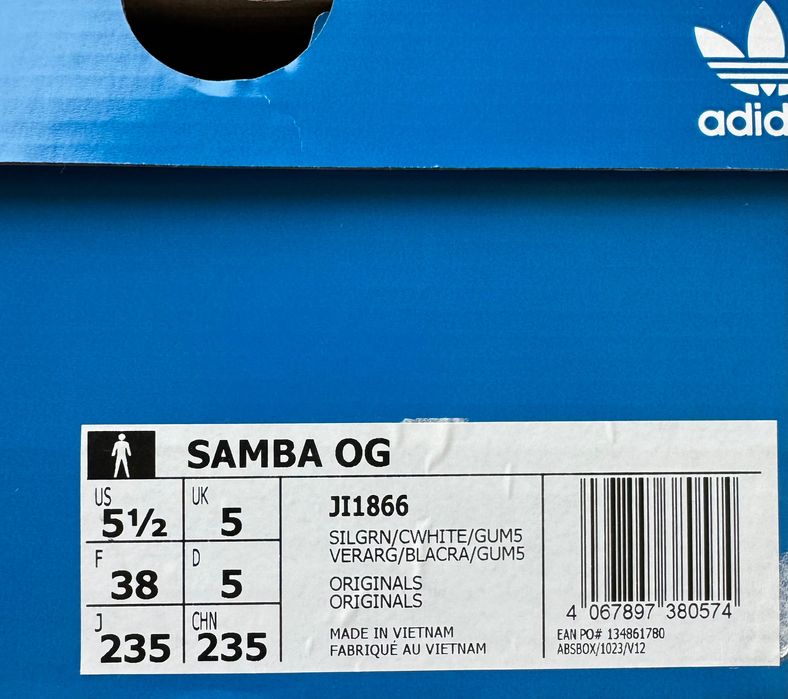 adid
SAMBA OG
US
5½
UK
5
F
38
D
5
J
235
CHN
235
JI1866
SILGRN/CWHITE/GUM5
VERARG/BLACRA/GUM5
ORIGINALS
ORIGINALS
MADE IN VIETNAM
FABRIQUÉ AU VIETNAM
4 067897 380574
EAN PO# 134861780
ABSBOX/1023/V12